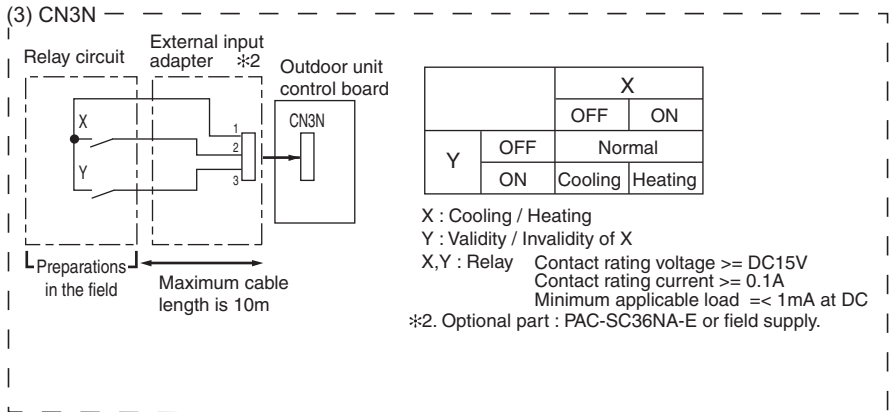 (3) CN3N
Relay circuit
External input
adapter ✻2
Outdoor unit
control board
X
Y
1
2
3
CN3N
Preparations
in the field
Maximum cable
length is 10m
X
OFF ON
Y OFF Normal
ON Cooling Heating
X : Cooling / Heating
Y : Validity / Invalidity of X
X,Y : Relay Contact rating voltage >= DC15V
Contact rating current >= 0.1A
Minimum applicable load =< 1mA at DC
✻2. Optional part : PAC-SC36NA-E or field supply.